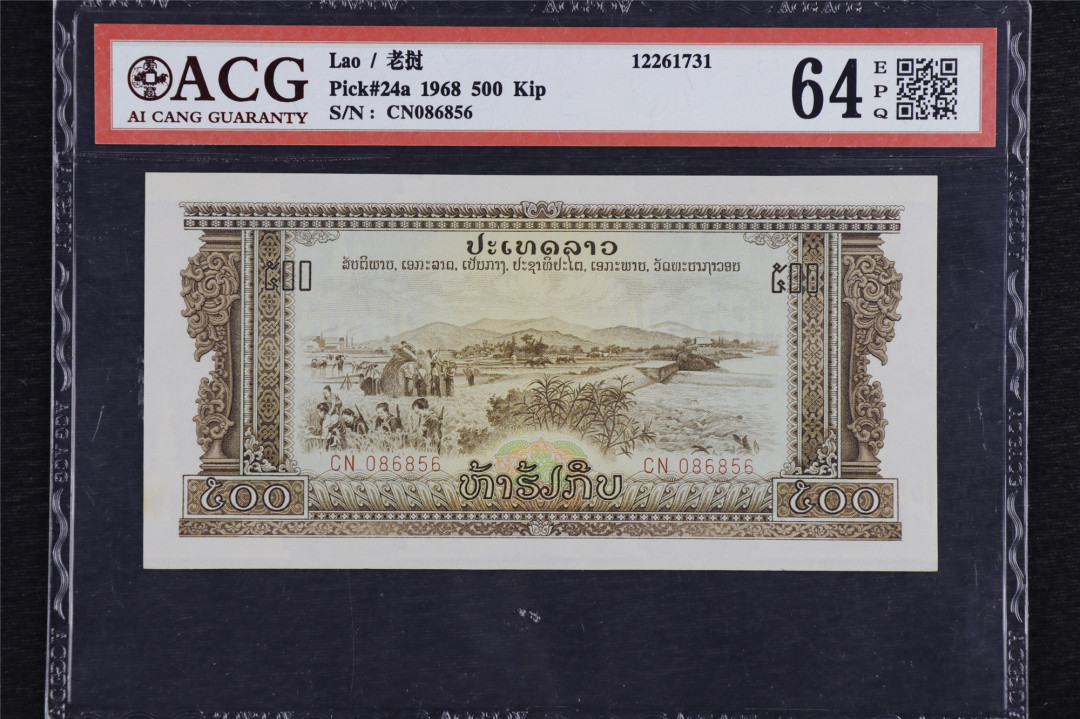 ACG
AI CANG GUARANTY
Lao / 老挝
Pick#24a 1968 500 Kip
S/N : CN086856
12261731
64
EPQ
ປະເທດລາວ
ສັນຕິພາບ, ເອກະລາດ, ເປັນກາງ, ປະຊາທິປະໄຕ, ເອກະພາບ, ວັດທະນາຖາວອນ
໕໐໐ ໕໐໐
CN 086856 CN 086856
ຫ້າຮ້ອຍກີບ
໕໐໐ ໕໐໐